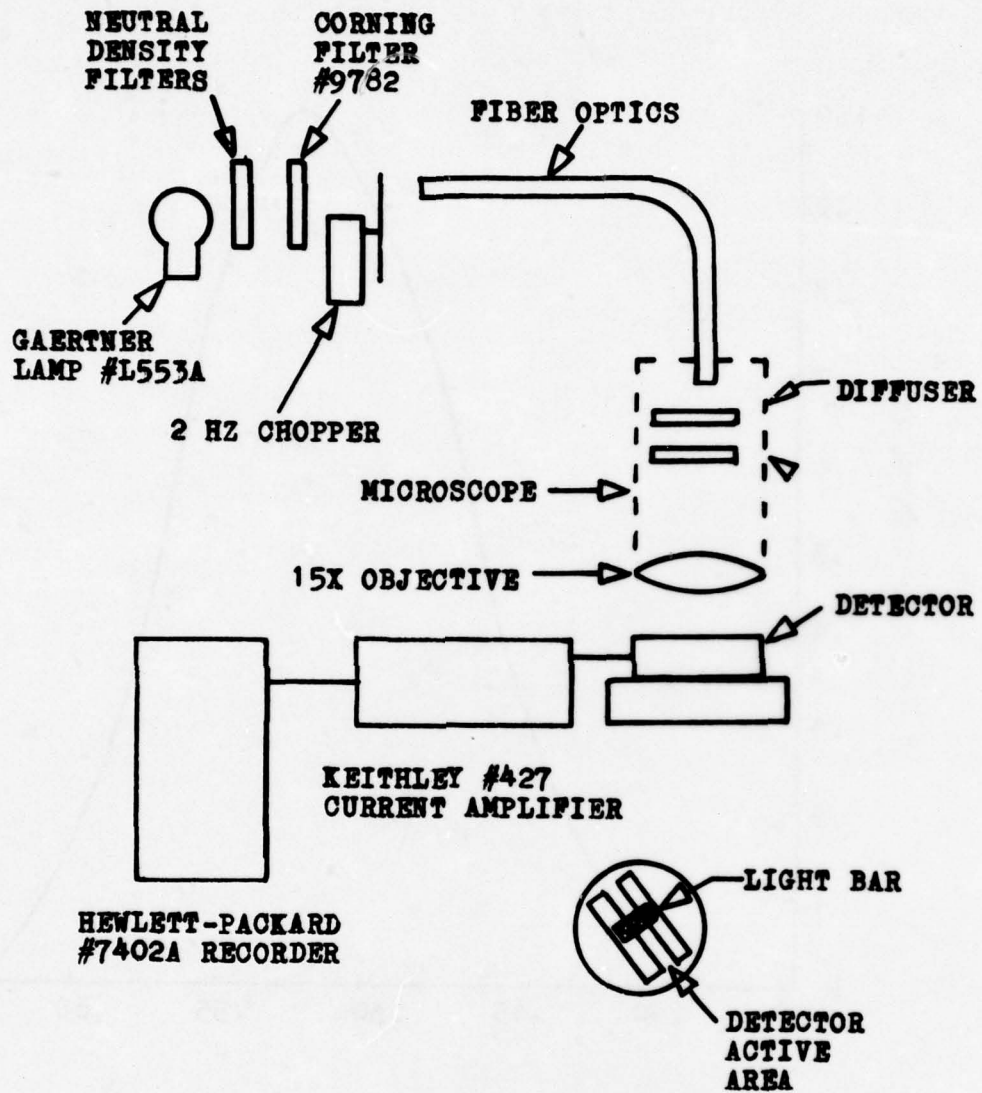 NEUTRAL
DENSITY
FILTERS
CORNING
FILTER
#9782
FIBER OPTICS
GAERTNER
LAMP #L553A
2 HZ CHOPPER
DIFFUSER
MICROSCOPE
15X OBJECTIVE
DETECTOR
KEITHLEY #427
CURRENT AMPLIFIER
HEWLETT-PACKARD
#7402A RECORDER
LIGHT BAR
DETECTOR
ACTIVE
AREA